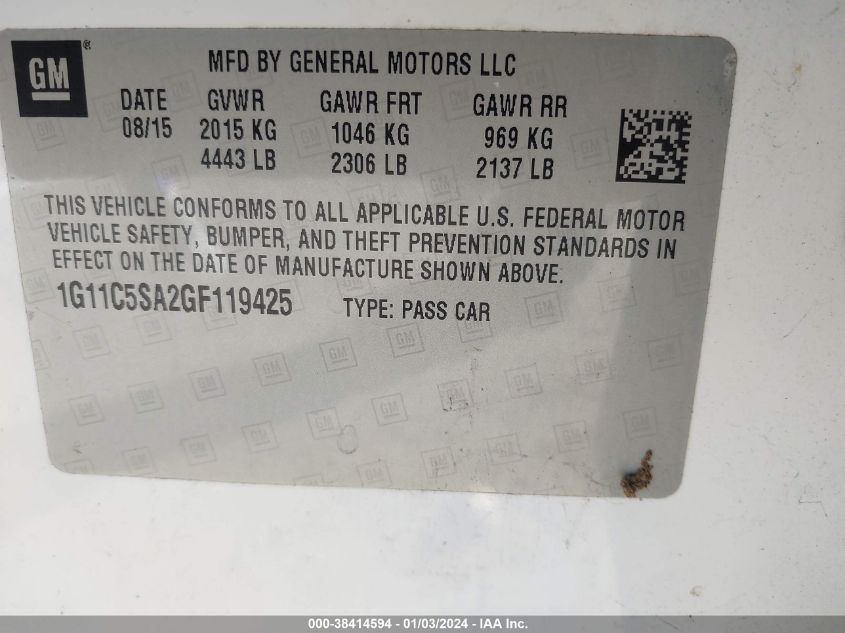 GM ®
MFD BY GENERAL MOTORS LLC
DATE GVWR GAWR FRT GAWR RR
08/15 2015 KG 1046 KG 969 KG
4443 LB 2306 LB 2137 LB
THIS VEHICLE CONFORMS TO ALL APPLICABLE U.S. FEDERAL MOTOR
VEHICLE SAFETY, BUMPER, AND THEFT PREVENTION STANDARDS IN
EFFECT ON THE DATE OF MANUFACTURE SHOWN ABOVE.
1G11C5SA2GF119425 TYPE: PASS CAR
000-38414594 - 01/03/2024 - IAA Inc.